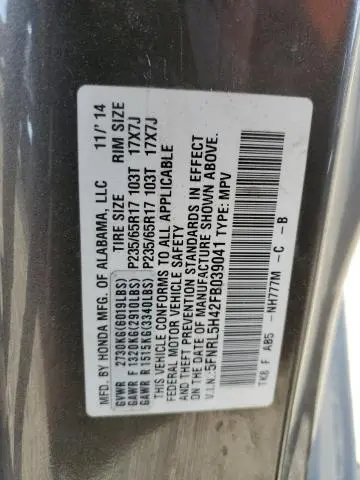 MFD. BY HONDA MFG. OF ALABAMA, LLC 11/'14
TIRE SIZE RIM SIZE
GVWR 2730KG(6019LBS)
GAWR F 1320KG(2910LBS) P235/65R17 103T 17X7J
GAWR R 1515KG(3340LBS) P235/65R17 103T 17X7J
THIS VEHICLE CONFORMS TO ALL APPLICABLE
FEDERAL MOTOR VEHICLE SAFETY
AND THEFT PREVENTION STANDARDS IN EFFECT
ON THE DATE OF MANUFACTURE SHOWN ABOVE.
V.I.N.:5FNRL5H42FB039041 TYPE: MPV
TK8 F AB5 -NH777M -C -B